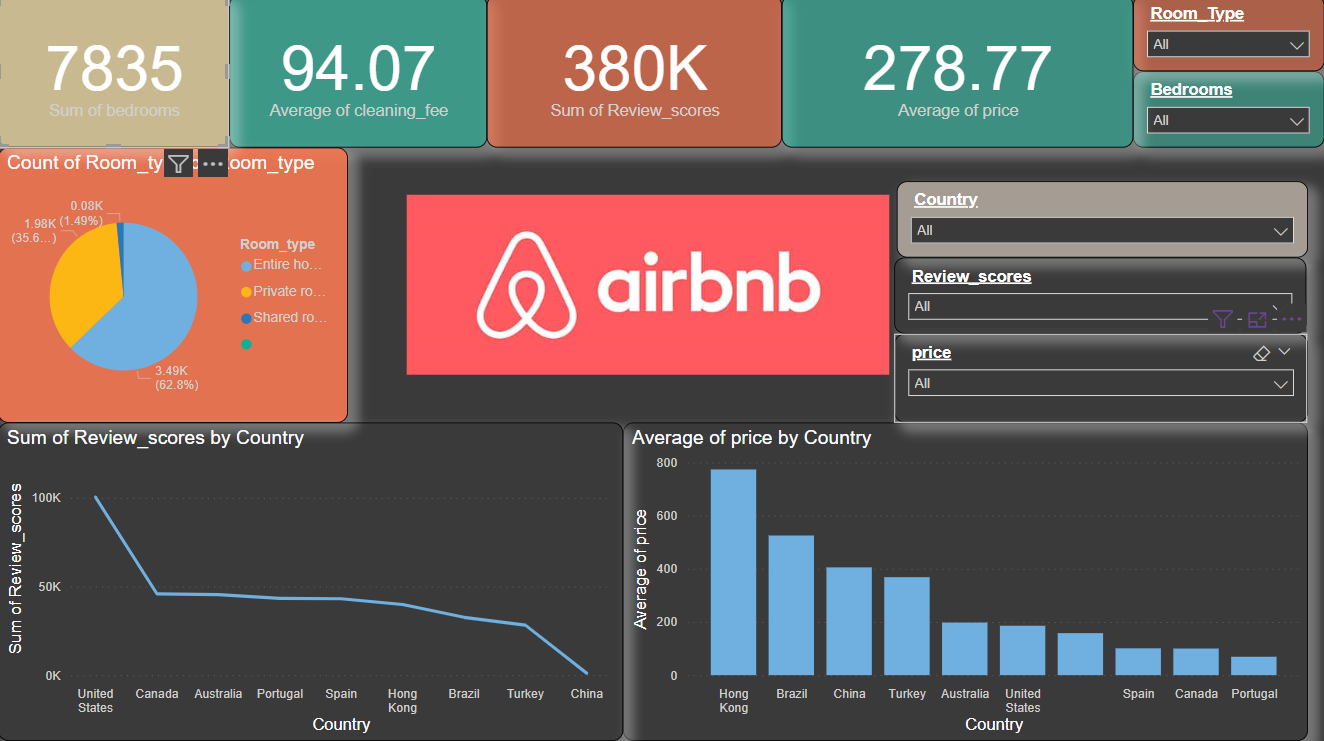 7835
Sum of bedrooms
94.07
Average of cleaning_fee
380K
Sum of Review_scores
278.77
Average of price
Room_Type
All
Bedrooms
All
Count of Room_ty oom_type
0.08K
(1.49%)
1.98K
(35.6...)
3.49K
(62.8%)
Room_type
Entire ho...
Private ro...
Shared ro...
airbnb
Country
All
Review_scores
All
price
All
Sum of Review_scores by Country
Sum of Review_scores
100K
50K
0K
United States
Canada
Australia
Portugal
Spain
Hong Kong
Brazil
Turkey
China
Country
Average of price by Country
Average of price
800
600
400
200
0
Hong Kong
Brazil
China
Turkey
Australia
United States
Spain
Canada
Portugal
Country